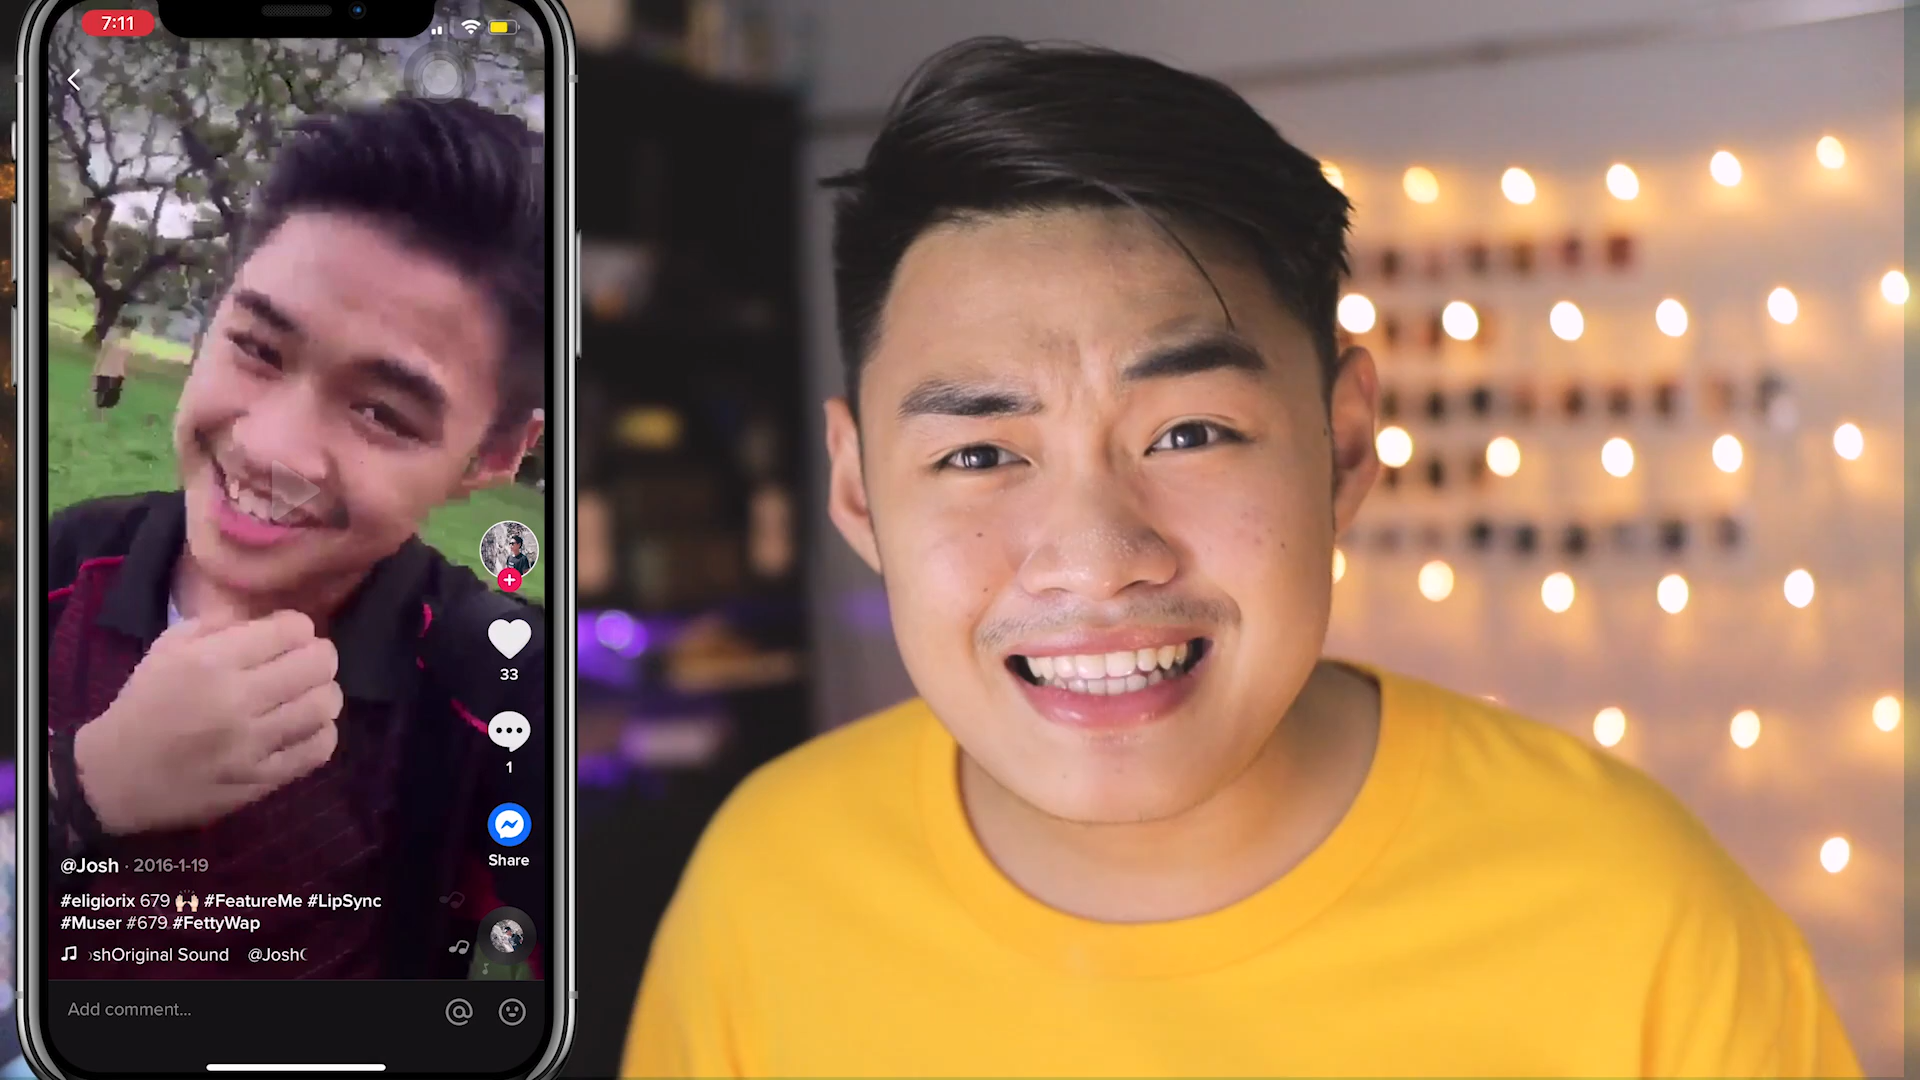 7:11
33
1
Share
@Josh · 2016-1-19
#eligiorix 679 🙌🏻 #FeatureMe #LipSync
#Muser #679 #FettyWap
shOriginal Sound @Josh
Add comment...